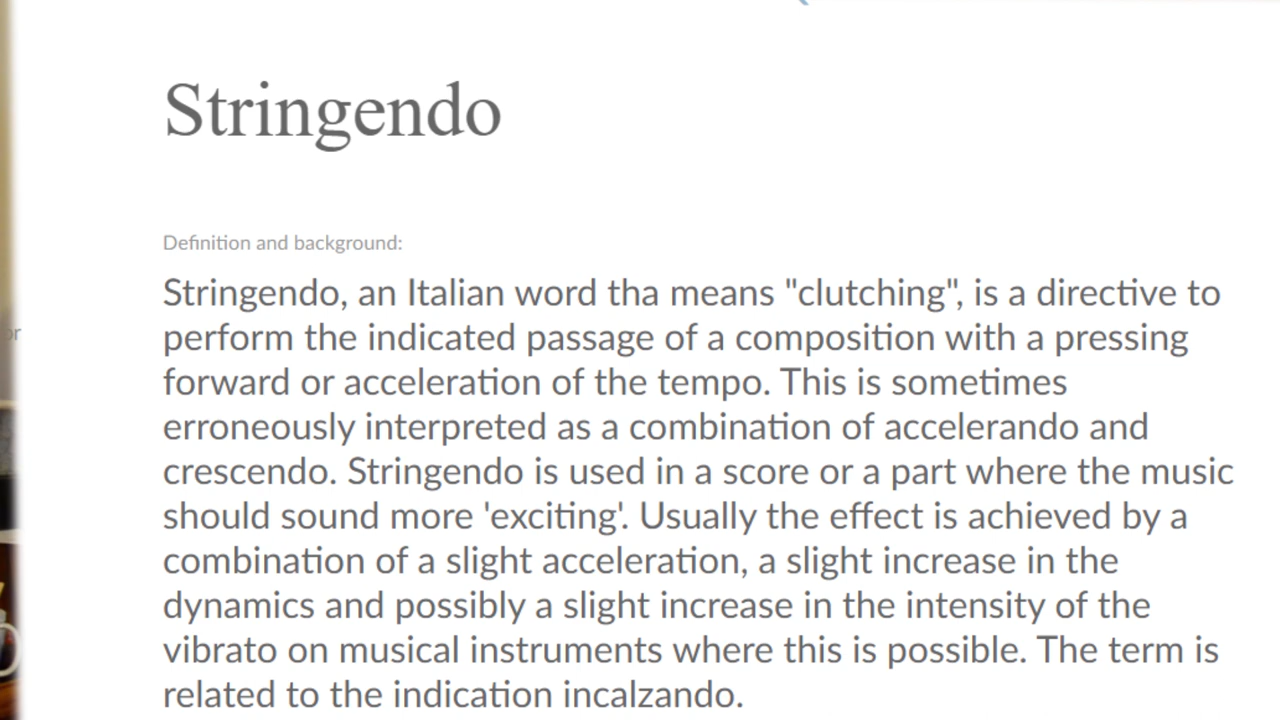 Stringendo
Definition and background:
Stringendo, an Italian word tha means "clutching", is a directive to
perform the indicated passage of a composition with a pressing
forward or acceleration of the tempo. This is sometimes
erroneously interpreted as a combination of accelerando and
crescendo. Stringendo is used in a score or a part where the music
should sound more 'exciting'. Usually the effect is achieved by a
combination of a slight acceleration, a slight increase in the
dynamics and possibly a slight increase in the intensity of the
vibrato on musical instruments where this is possible. The term is
related to the indication incalzando.